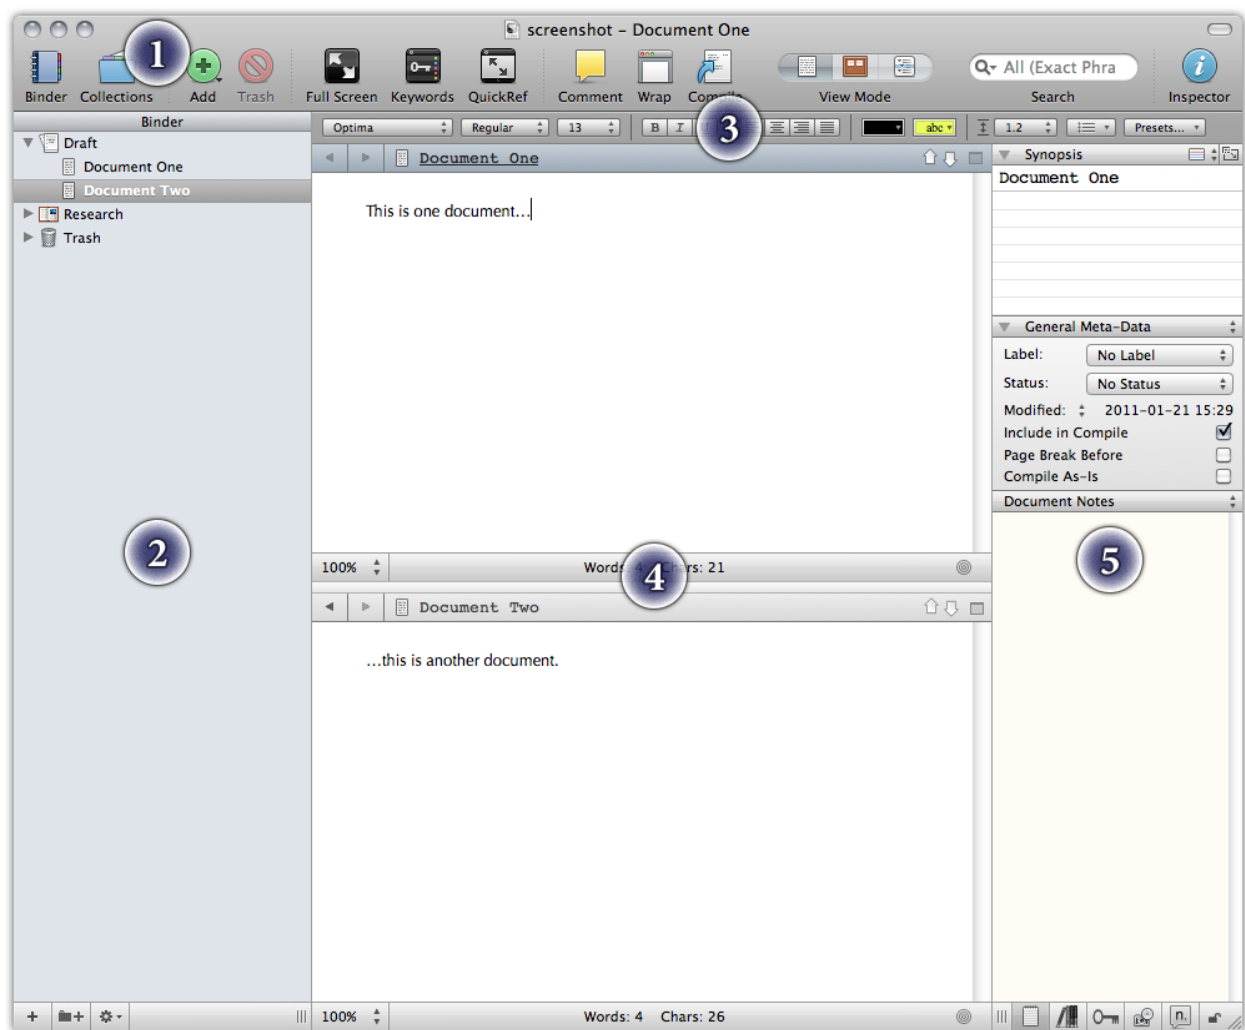 screenshot – Document One
1
Binder Collections Add Trash Full Screen Keywords QuickRef Comment Wrap Compile View Mode Search Inspector
All (Exact Phra
Binder
Optima Regular 13 B I 3 abc 1.2 Presets...
Draft
Document One
Document Two
Research
Trash
Document One
This is one document...
Synopsis
Document One
General Meta-Data
Label: No Label
Status: No Status
Modified: 2011-01-21 15:29
Include in Compile
Page Break Before
Compile As-Is
Document Notes
2
5
100% Words: 4 Chars: 21
4
Document Two
...this is another document.
100% Words: 4 Chars: 26
n.